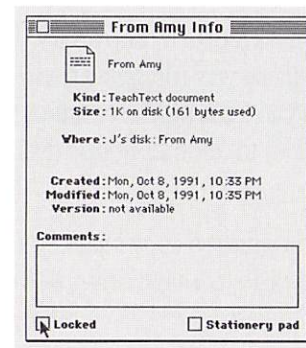 From Amy Info
From Amy
Kind: TeachText document
Size: 1K on disk (161 bytes used)
Where: J's disk: From Amy
Created: Mon, Oct 8, 1991, 10:33 PM
Modified: Mon, Oct 8, 1991, 10:35 PM
Version: not available
Comments:
Locked
Stationery pad